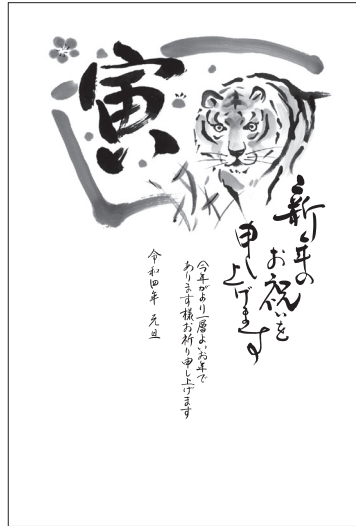 寅
新年の
お祝いを
申し上げます
今年がより一層よいお年で
あります様お祈り申し上げます
令和四年 元旦